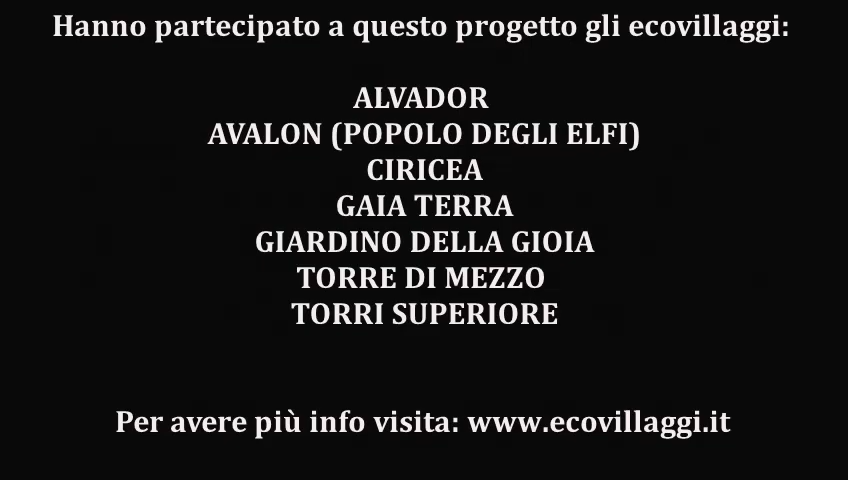 Hanno partecipato a questo progetto gli ecovillaggi:
ALVADOR
AVALON (POPOLO DEGLI ELFI)
CIRICEA
GAIA TERRA
GIARDINO DELLA GIOIA
TORRE DI MEZZO
TORRI SUPERIORE
Per avere più info visita: www.ecovillaggi.it